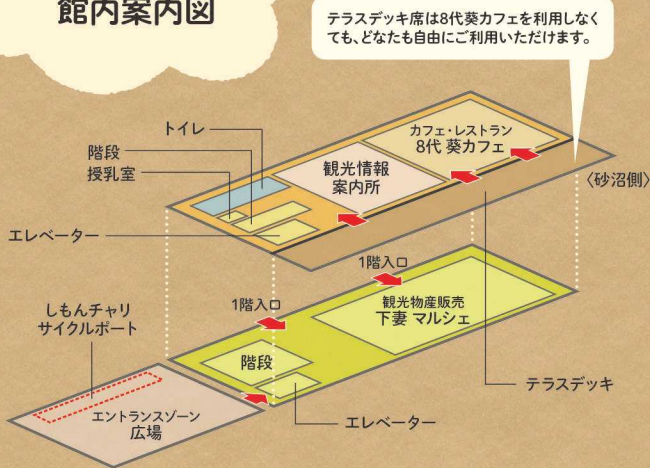 館内案内図
テラスデッキ席は8代葵カフェを利用しなく
ても、どなたも自由にご利用いただけます。
トイレ
階段
授乳室
エレベーター
カフェ・レストラン
8代 葵カフェ
観光情報
案内所
〈砂沼側〉
1階入口
1階入口
観光物産販売
下妻 マルシェ
しもんチャリ
サイクルポート
階段
エントランスゾーン
広場
エレベーター
テラスデッキ